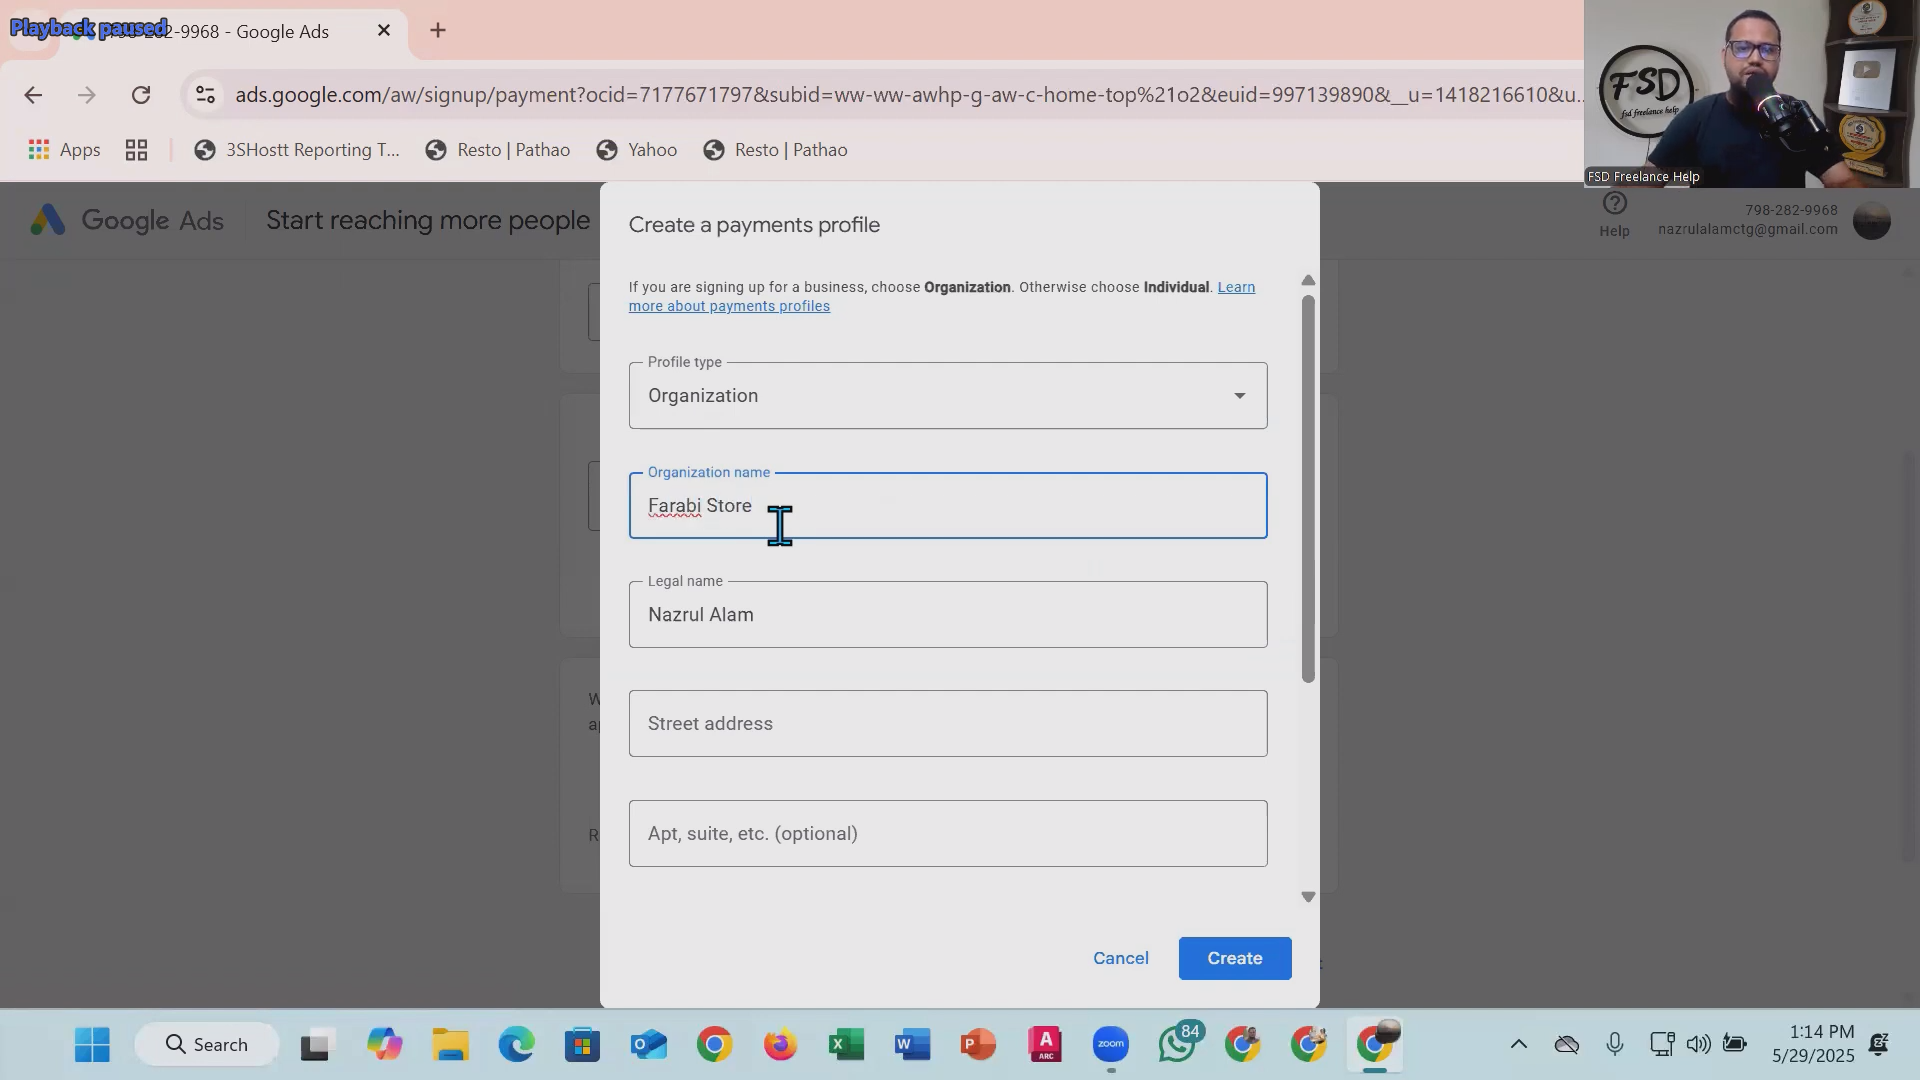 Playback paused
-9968 - Google Ads
ads.google.com/aw/signup/payment?ocid=7177671797&subid=ww-ww-awhp-g-aw-c-home-top%21o2&euid=997139890&__u=1418216610&u...
Apps
3SHostt Reporting T...
Resto | Pathao
Yahoo
Resto | Pathao
FSD
fsd freelance help
FSD Freelance Help
Google Ads
Start reaching more people
Help
798-282-9968
nazrulalamctg@gmail.com
Create a payments profile
If you are signing up for a business, choose Organization. Otherwise choose Individual. Learn
more about payments profiles
Profile type
Organization
Organization name
Farabi Store
Legal name
Nazrul Alam
Street address
Apt, suite, etc. (optional)
Cancel
Create
Search
zoom
84
1:14 PM
5/29/2025